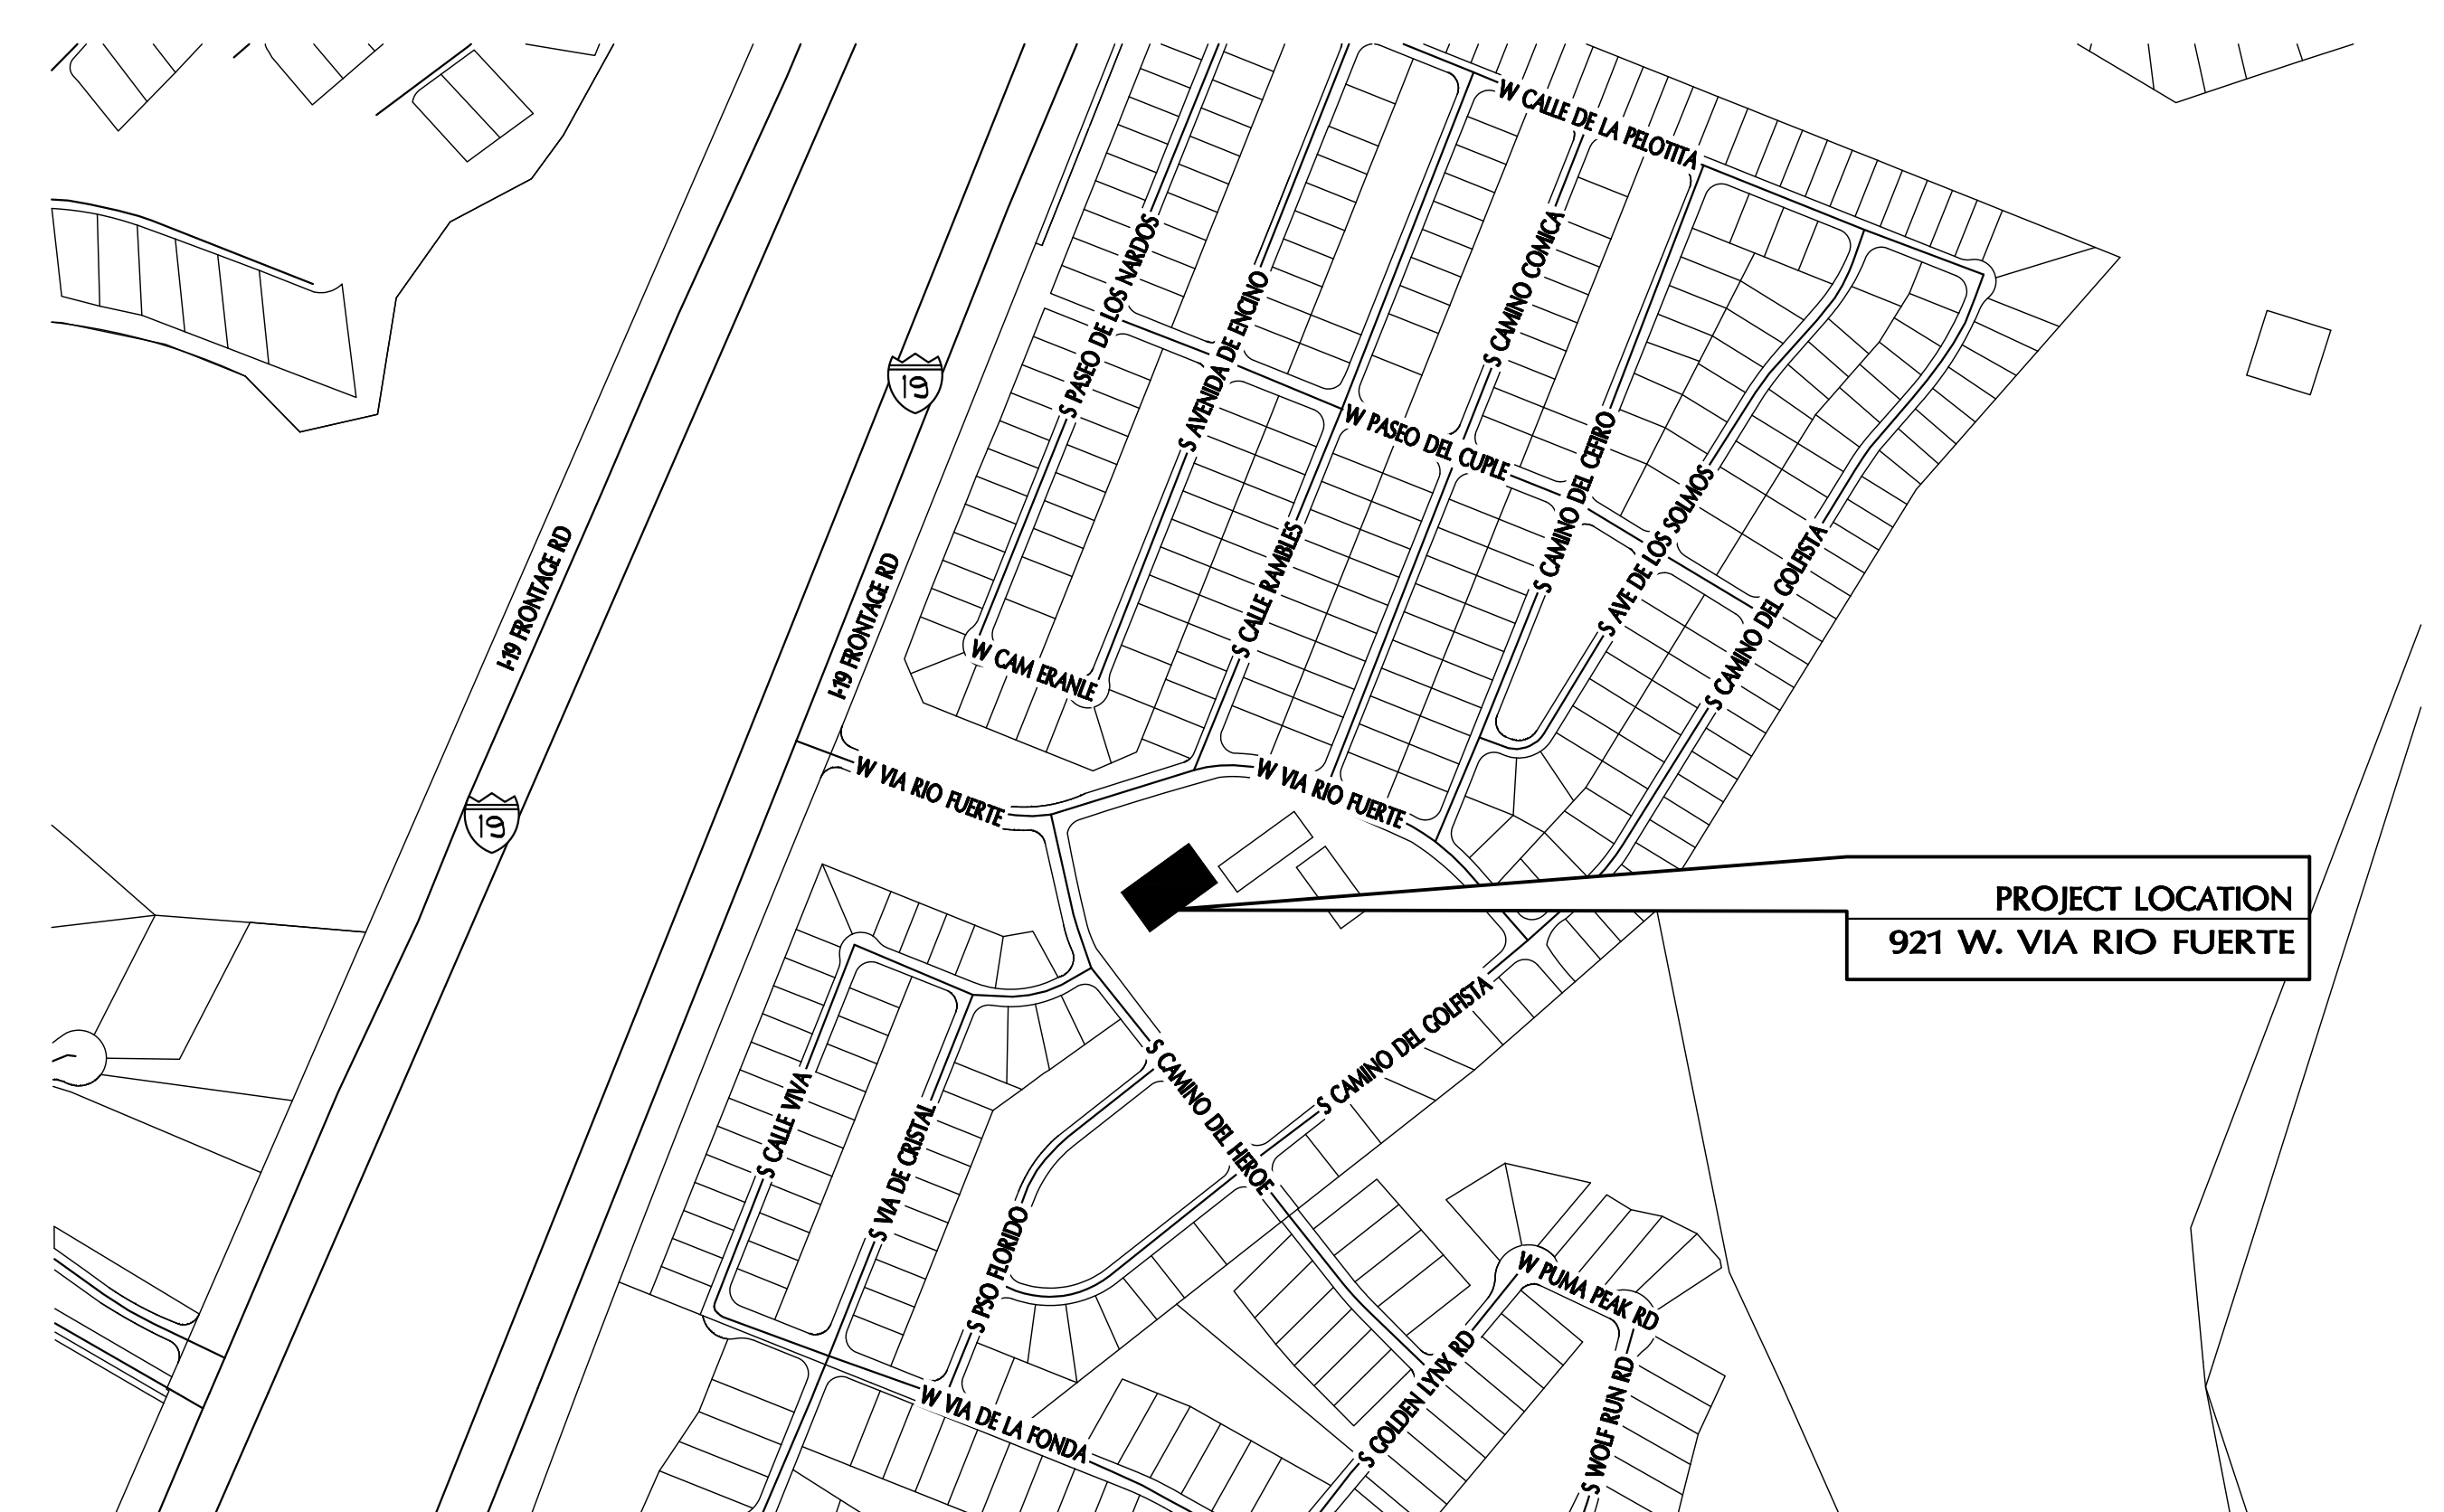 W CALLE DE LA PELOTITA
S PASEO DE LOS NARDOS
S AVENIDA DE ENCINO
S CAMINO COMICA
19
W PASEO DEL CUPLE
S CAMINO DEL CEFIRO
S AVE DE LOS SOLMOS
S CAMINO DEL GOLFISTA
I-19 FRONTAGE RD
I-19 FRONTAGE RD
S CALLE RAMBLES
W CAM ERANLE
W VIA RIO FUERTE
W VIA RIO FUERTE
19
PROJECT LOCATION
921 W. VIA RIO FUERTE
S CAMINO DEL GOLFISTA
S CAMINO DEL HEROE
S CALLE VIVA
S VIA DE CRISTAL
S PSO FLORIDO
W PUMA PEAK RD
S GOLDEN LYNX RD
S WOLF RUN RD
W VIA DE LA FONDA